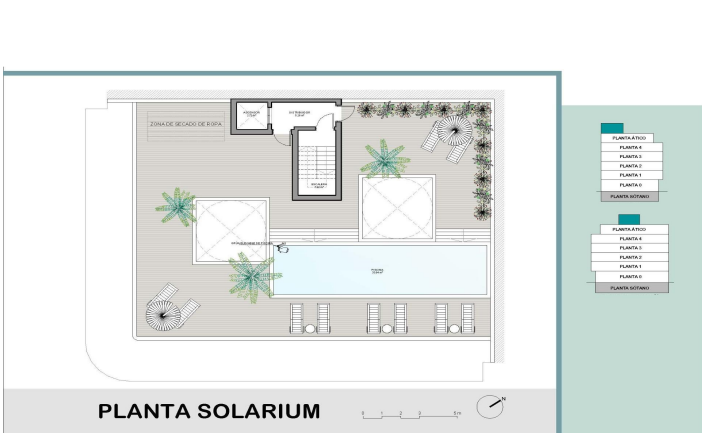 ZONA DE SECADO DE ROPA
PLANTA ÁTICO
PLANTA 4
PLANTA 3
PLANTA 2
PLANTA 1
PLANTA 0
PLANTA SÓTANO
PLANTA ÁTICO
PLANTA 4
PLANTA 3
PLANTA 2
PLANTA 1
PLANTA 0
PLANTA SÓTANO
PLANTA SOLARIUM
0 1 2 3 5 m
N